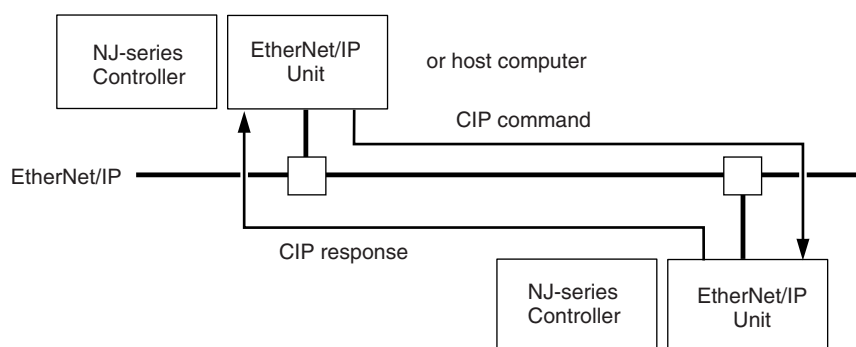 NJ-series
Controller
EtherNet/IP
Unit
or host computer
CIP command
EtherNet/IP
CIP response
NJ-series
Controller
EtherNet/IP
Unit